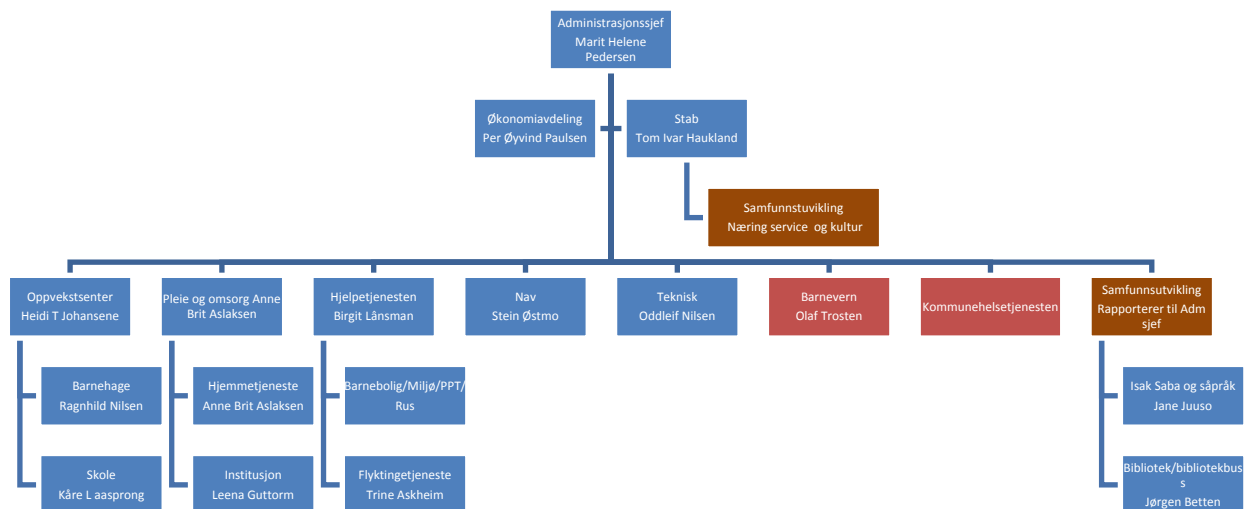 Administrasjonssjef
Marit Helene
Pedersen
Økonomiavdeling
Per Øyvind Paulsen
Stab
Tom Ivar Haukland
Samfunnstuvikling
Næring service  og kultur
Oppvekstsenter
Heidi T Johansene
Pleie og omsorg Anne
Brit Aslaksen
Hjelpetjenesten
Birgit Lânsman
Nav
Stein Østmo
Teknisk
Oddleif Nilsen
Barnevern
Olaf Trosten
Kommunehelsetjenesten
Samfunnsutvikling
Rapporterer til Adm
sjef
Barnehage
Ragnhild Nilsen
Hjemmetjeneste
Anne Brit Aslaksen
Barnebolig/Miljø/PPT/
Rus
Isak Saba og såpråk
Jane Juuso
Skole
Kåre L aasprong
Institusjon
Leena Guttorm
Flyktingetjeneste
Trine Askheim
Bibliotek/bibliotekbus
s
Jørgen Betten